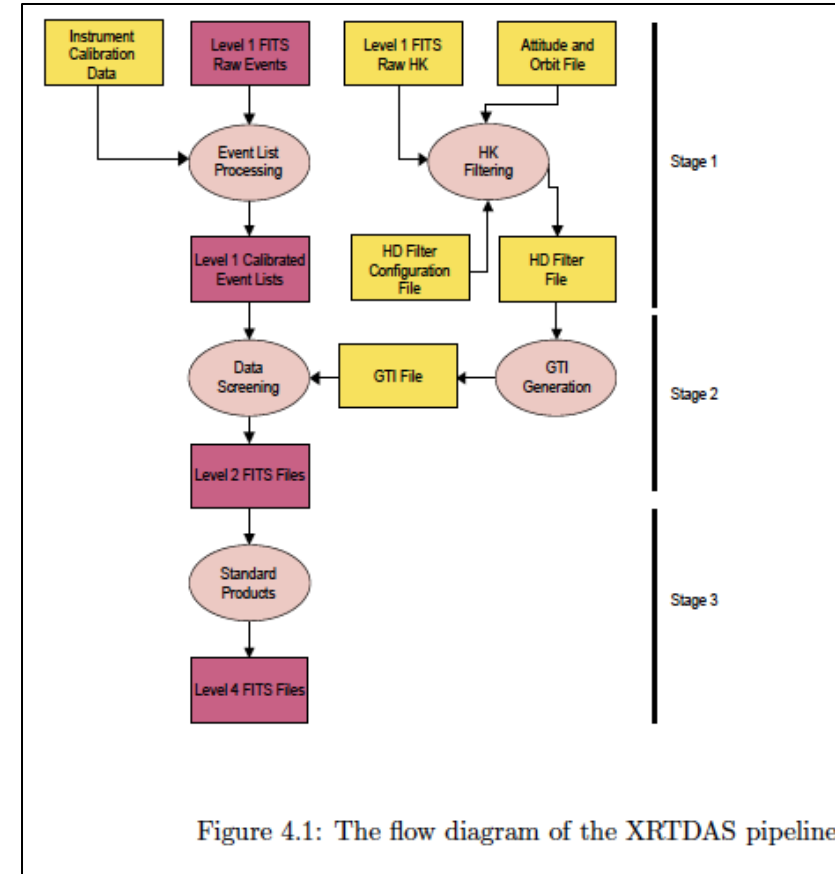 Instrument
Calibration
Data
Level 1 FITS
Raw Events
Level 1 FITS
Raw HK
Attitude and
Orbit File
Event List
Processing
HK
Filtering
Stage 1
Level 1 Calibrated
Event Lists
HD Filter
Configuration
File
HD Filter
File
Data
Screening
GTI File
GTI
Generation
Stage 2
Level 2 FITS Files
Standard
Products
Stage 3
Level 4 FITS Files
Figure 4.1: The flow diagram of the XRTDAS pipeline